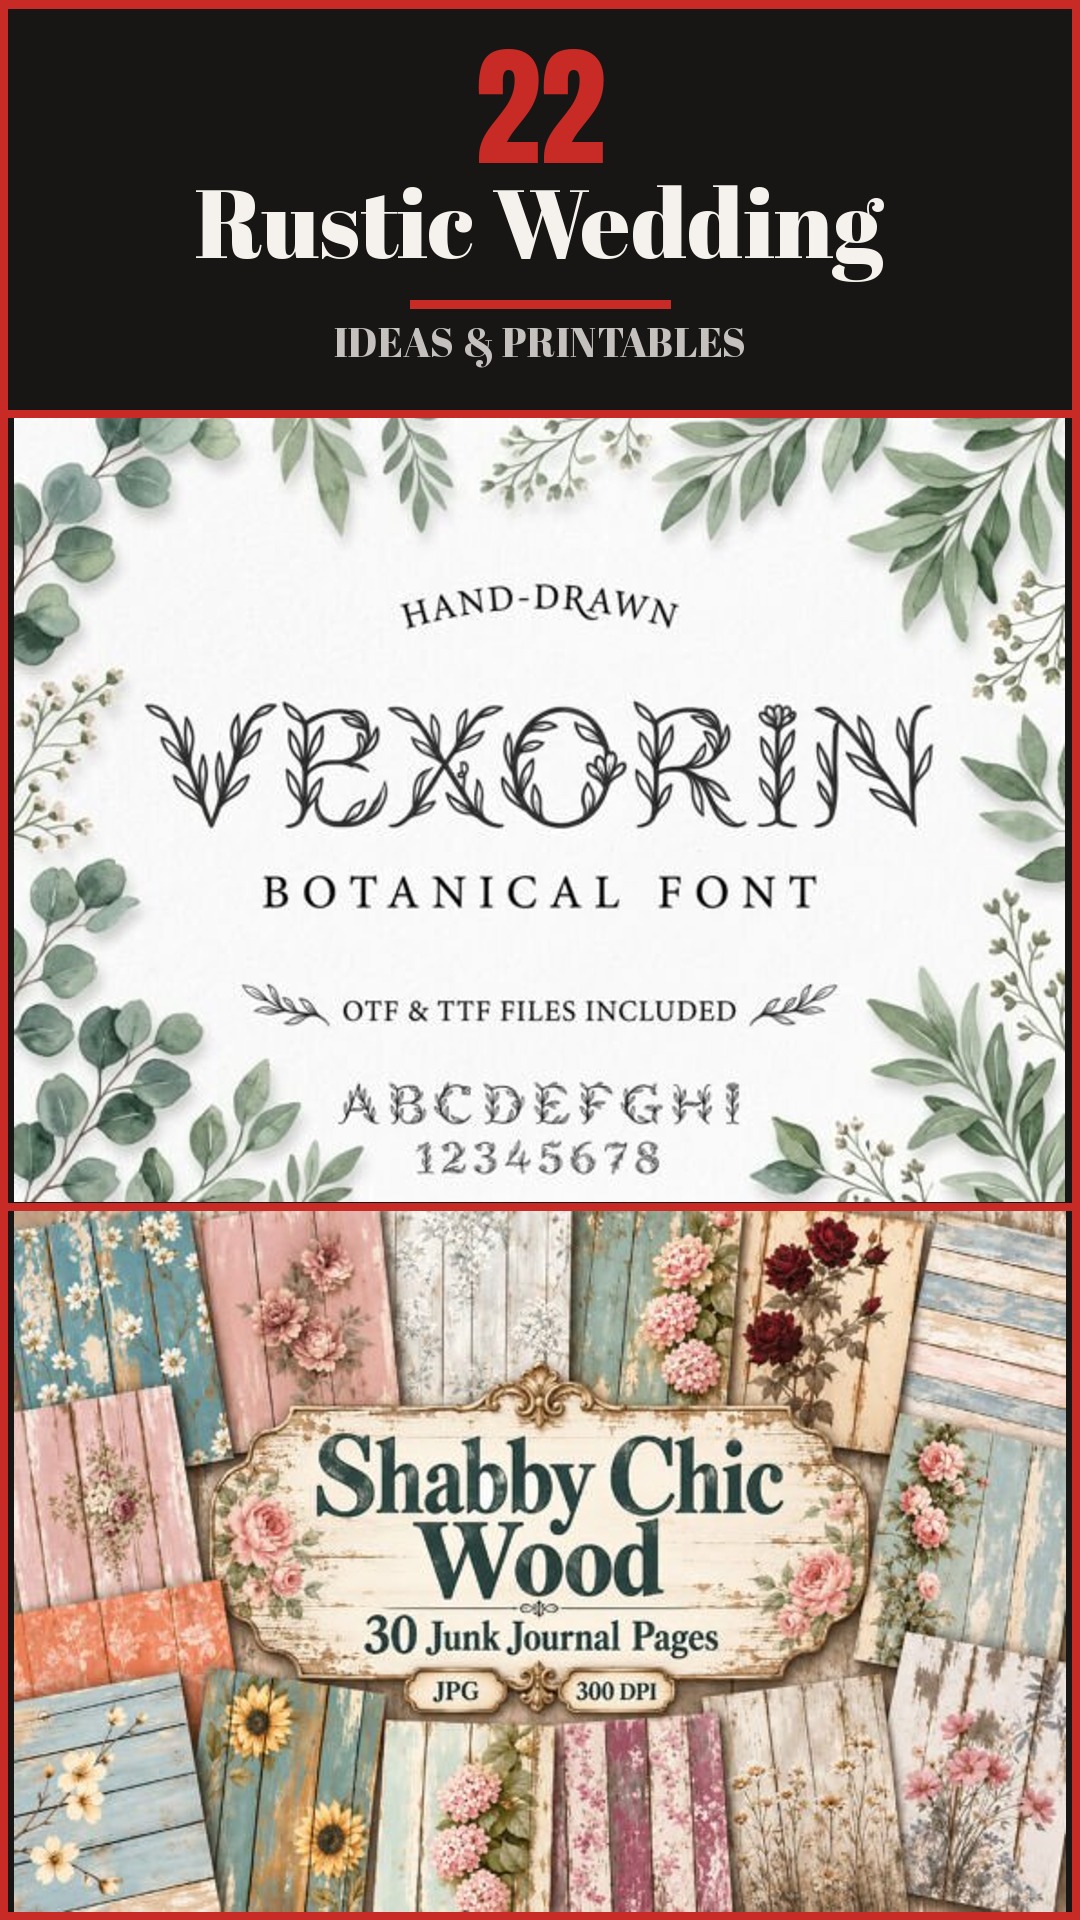 22
Rustic Wedding
IDEAS & PRINTABLES
HAND-DRAWN
VEXORIN
BOTANICAL FONT
OTF & TTF FILES INCLUDED
ABCDEFGHI
12345678
Shabby Chic
Wood
30 Junk Journal Pages
JPG
300 DPI